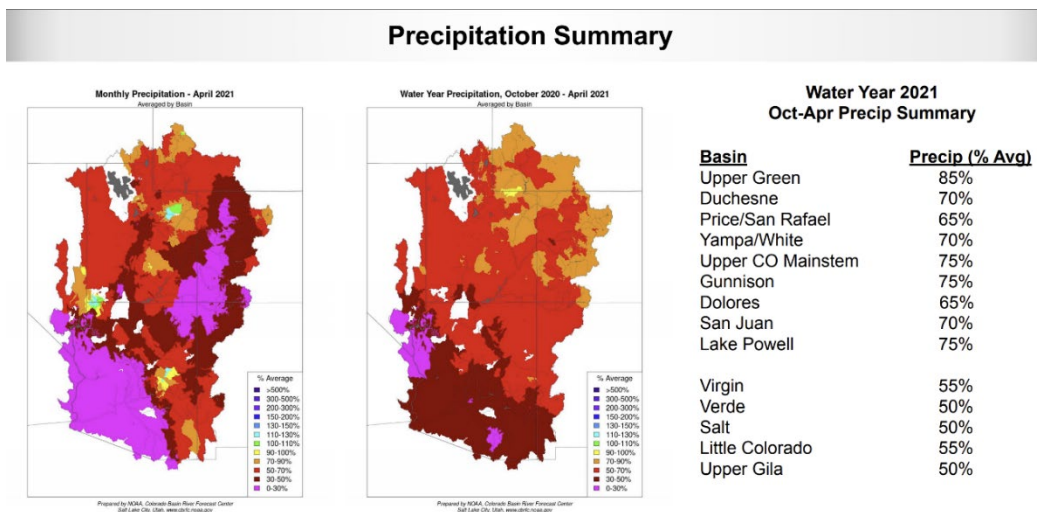 Precipitation Summary
Monthly Precipitation - April 2021
Averaged by Basin
% Average
>500%
300-500%
200-300%
150-200%
130-150%
110-130%
100-110%
90-100%
70-90%
50-70%
30-50%
0-30%
Prepared by NOAA, Colorado Basin River Forecast Center
Salt Lake City, Utah, www.cbrfc.noaa.gov
Water Year Precipitation, October 2020 - April 2021
Averaged by Basin
% Average
>500%
300-500%
200-300%
150-200%
130-150%
110-130%
100-110%
90-100%
70-90%
50-70%
30-50%
0-30%
Prepared by NOAA, Colorado Basin River Forecast Center
Salt Lake City, Utah, www.cbrfc.noaa.gov
Water Year 2021
Oct-Apr Precip Summary
Basin Precip (% Avg)
Upper Green 85%
Duchesne 70%
Price/San Rafael 65%
Yampa/White 70%
Upper CO Mainstem 75%
Gunnison 75%
Dolores 65%
San Juan 70%
Lake Powell 75%
Virgin 55%
Verde 50%
Salt 50%
Little Colorado 55%
Upper Gila 50%